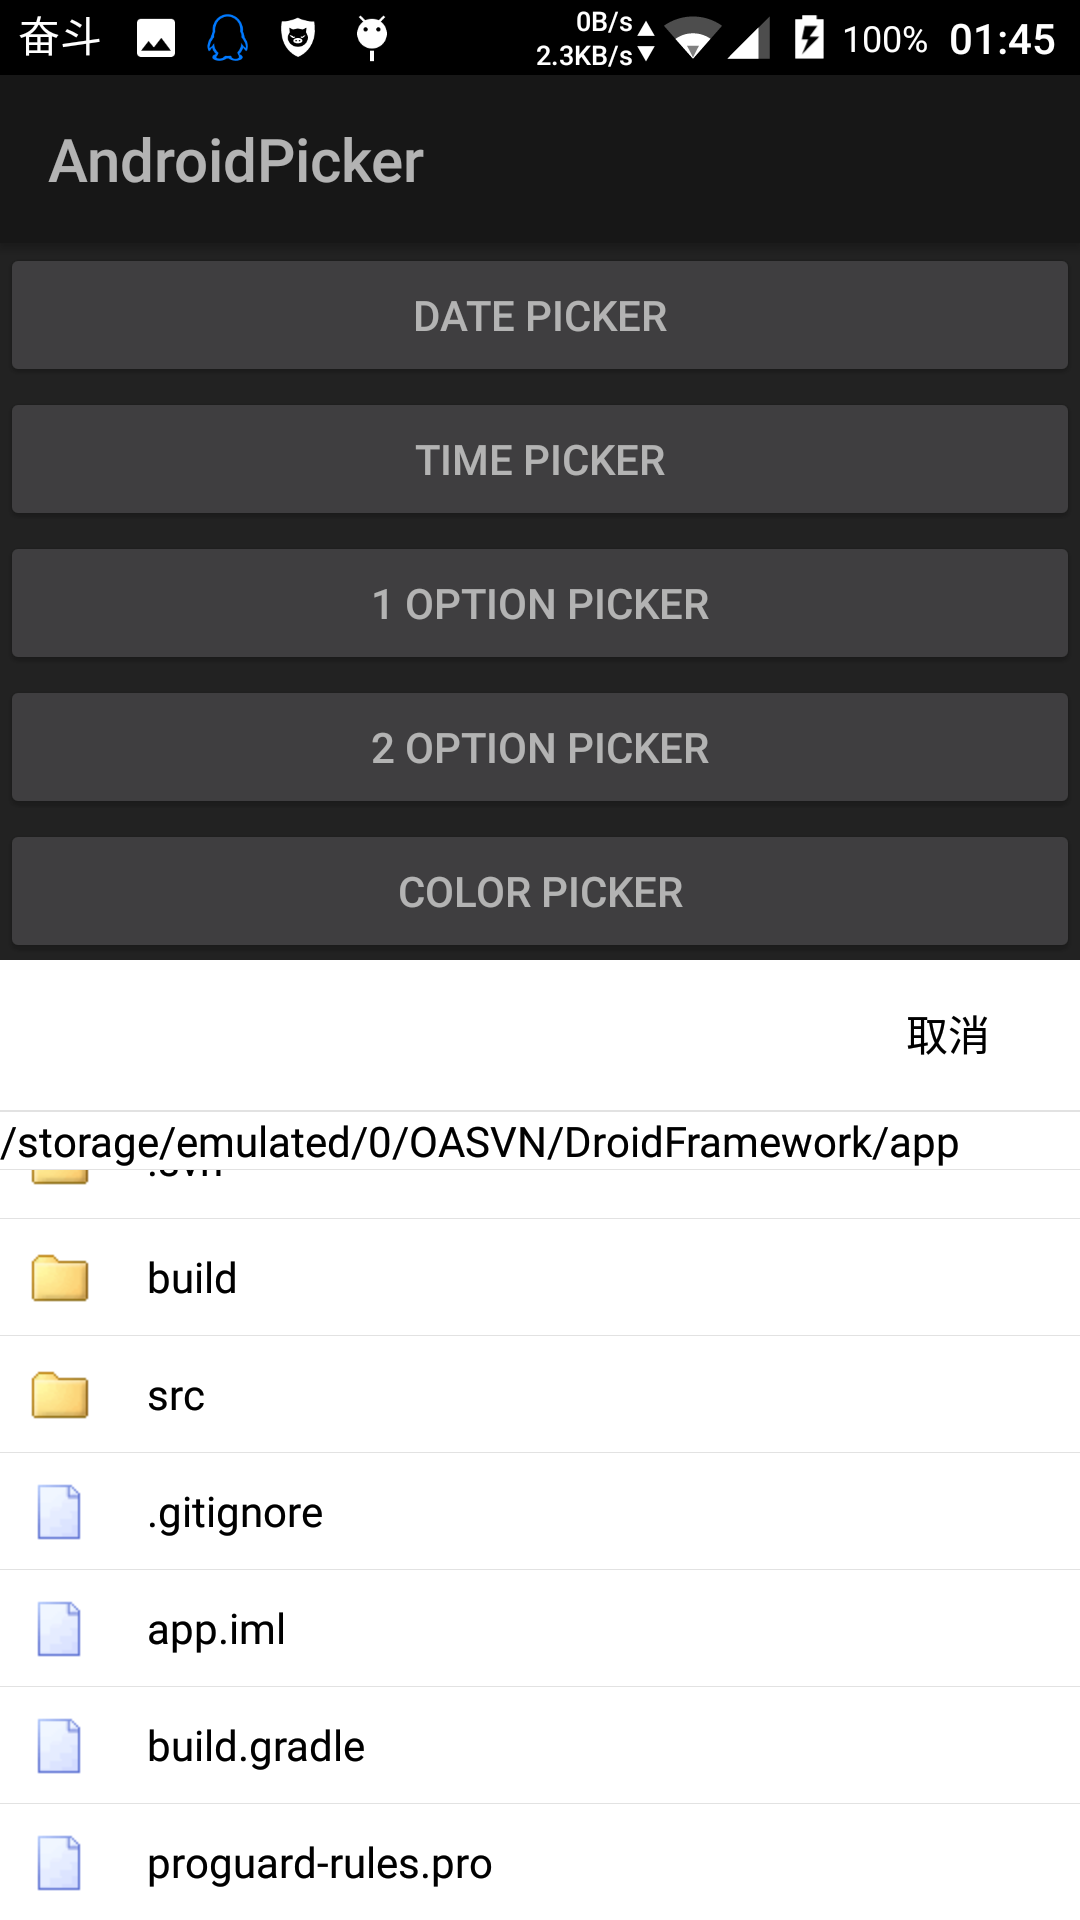 奋斗 0B/s 2.3KB/s 100% 01:45
AndroidPicker
DATE PICKER
TIME PICKER
1 OPTION PICKER
2 OPTION PICKER
COLOR PICKER
取消
/storage/emulated/0/OASVN/DroidFramework/app
.svn
build
src
.gitignore
app.iml
build.gradle
proguard-rules.pro